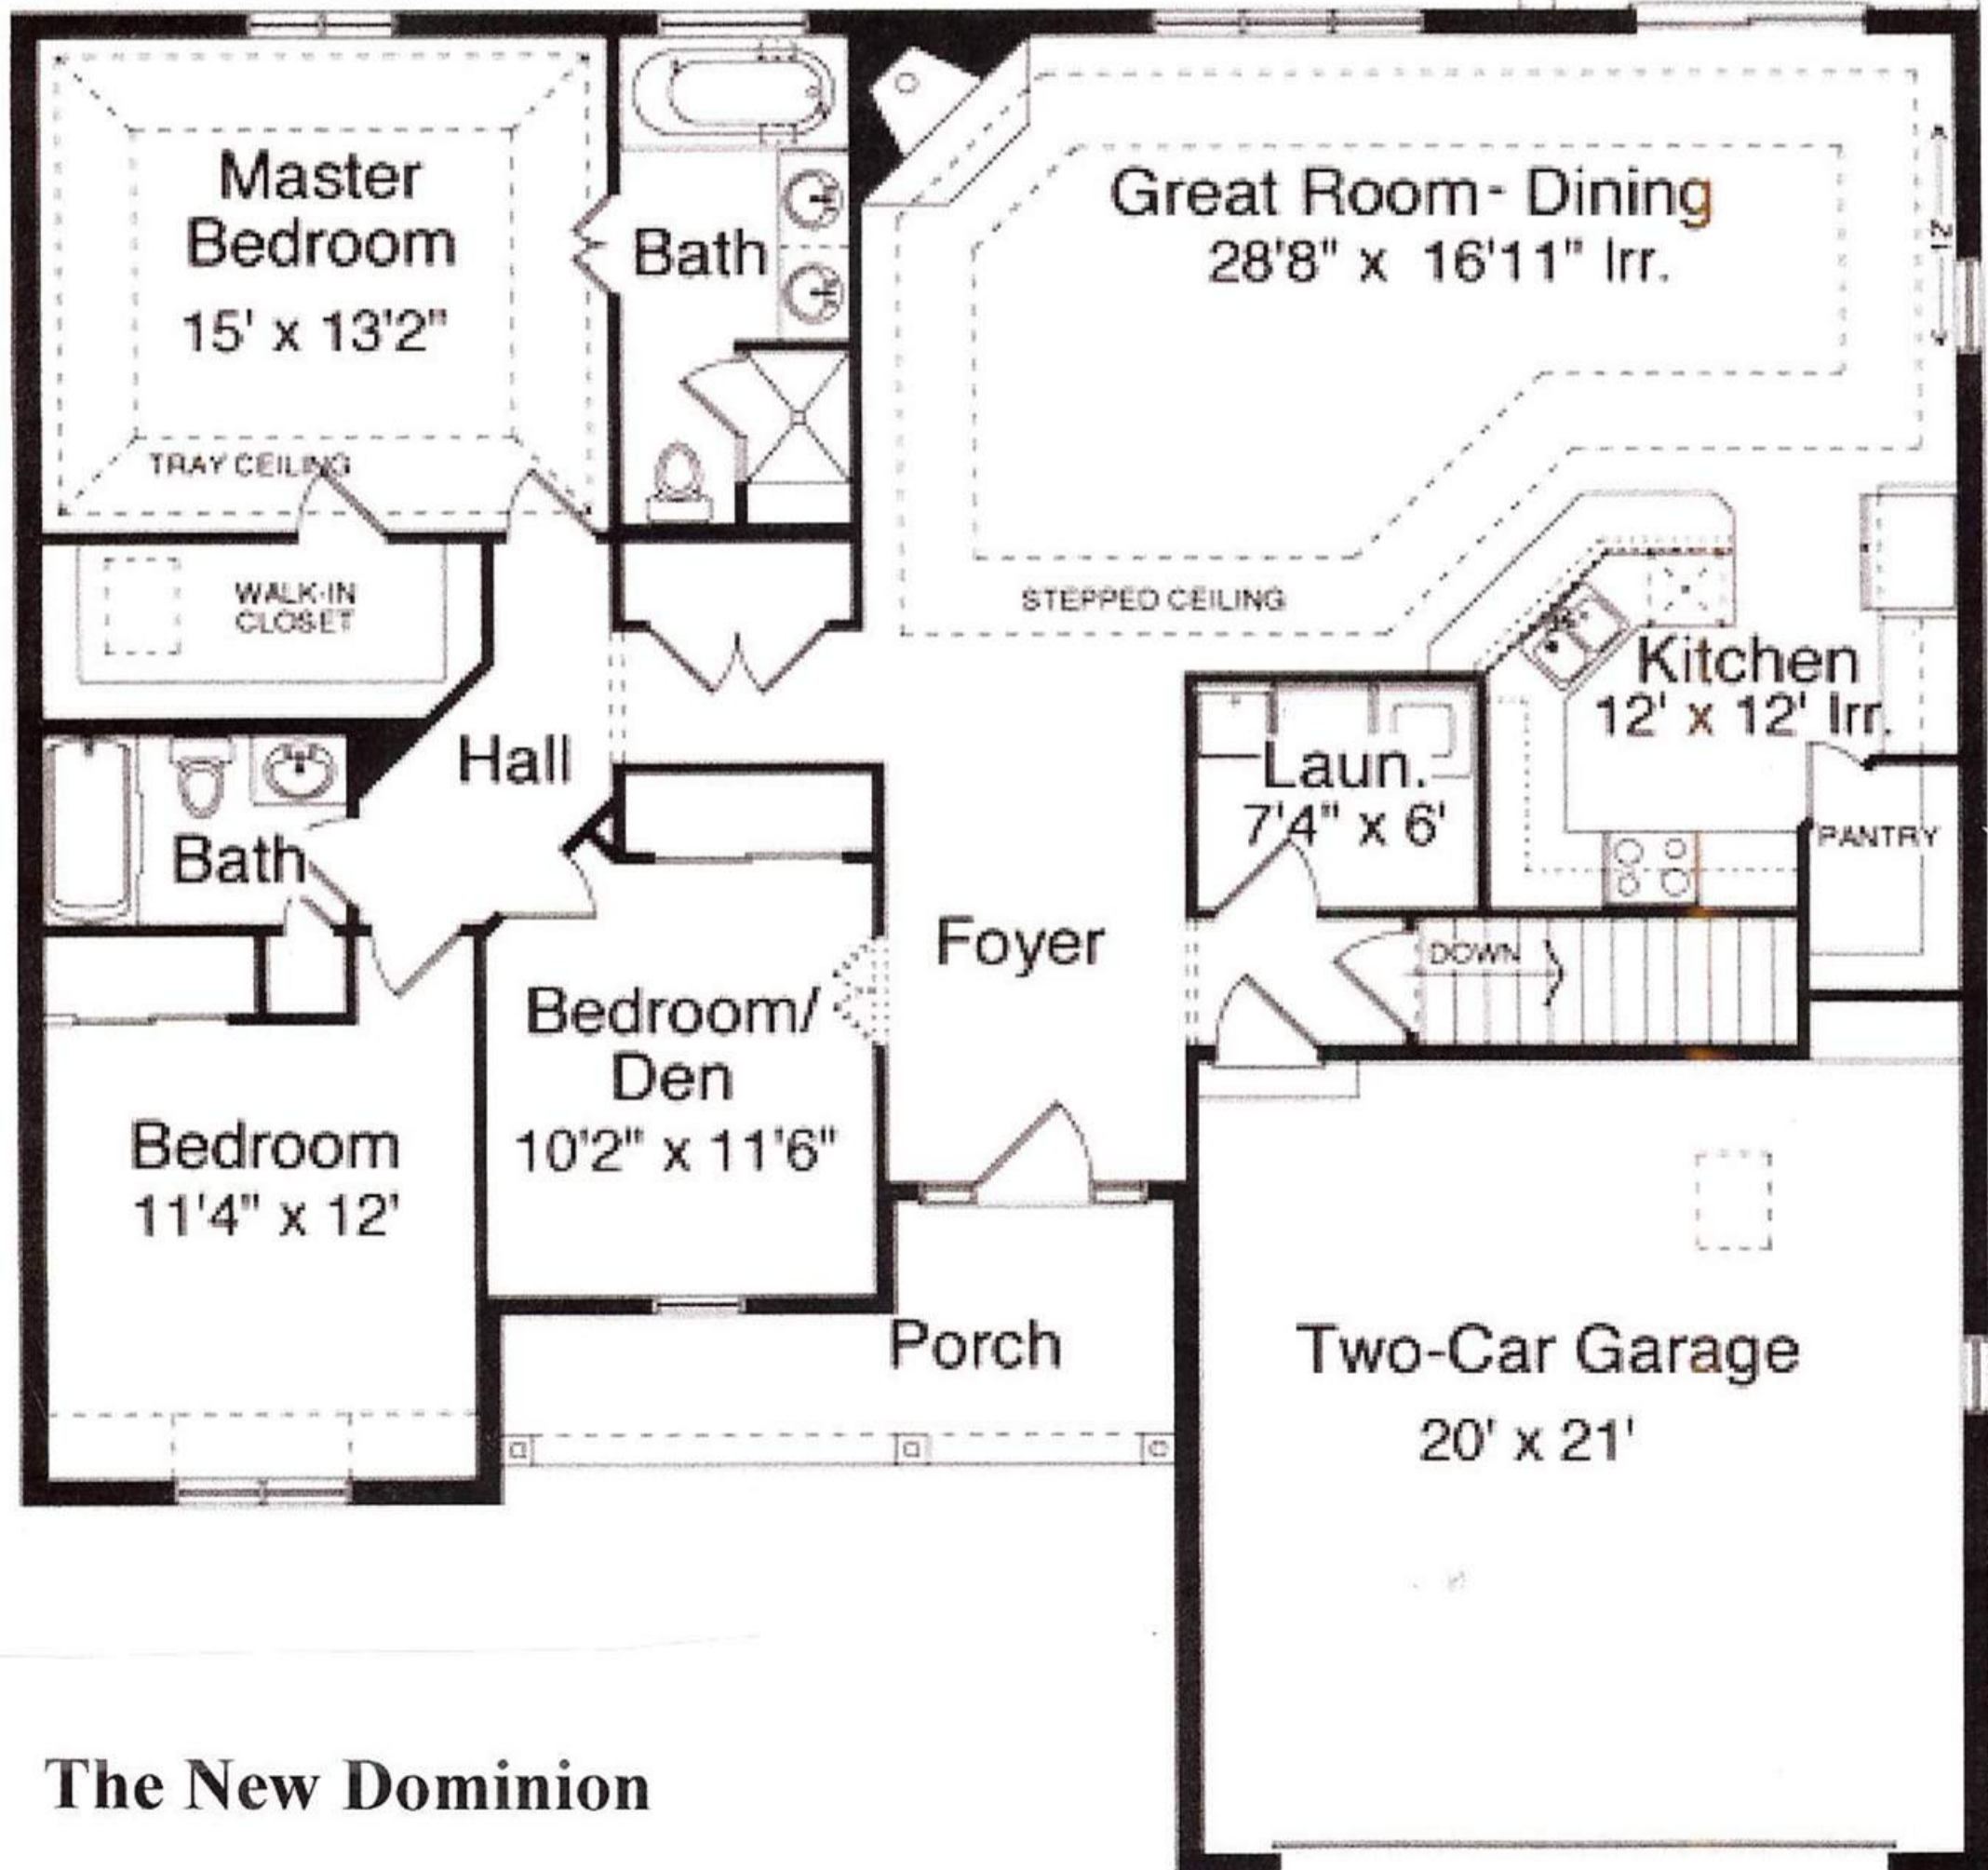 Master
Bedroom
15' x 13'2"
TRAY CEILING
Bath
Great Room- Dining
28'8" x 16'11" Irr.
12'
STEPPED CEILING
WALK-IN
CLOSET
Hall
Kitchen
12' x 12' Irr.
Laun.
7'4" x 6'
PANTRY
Bath
Foyer
DOWN
Bedroom/
Den
10'2" x 11'6"
Bedroom
11'4" x 12'
Porch
Two-Car Garage
20' x 21'
The New Dominion